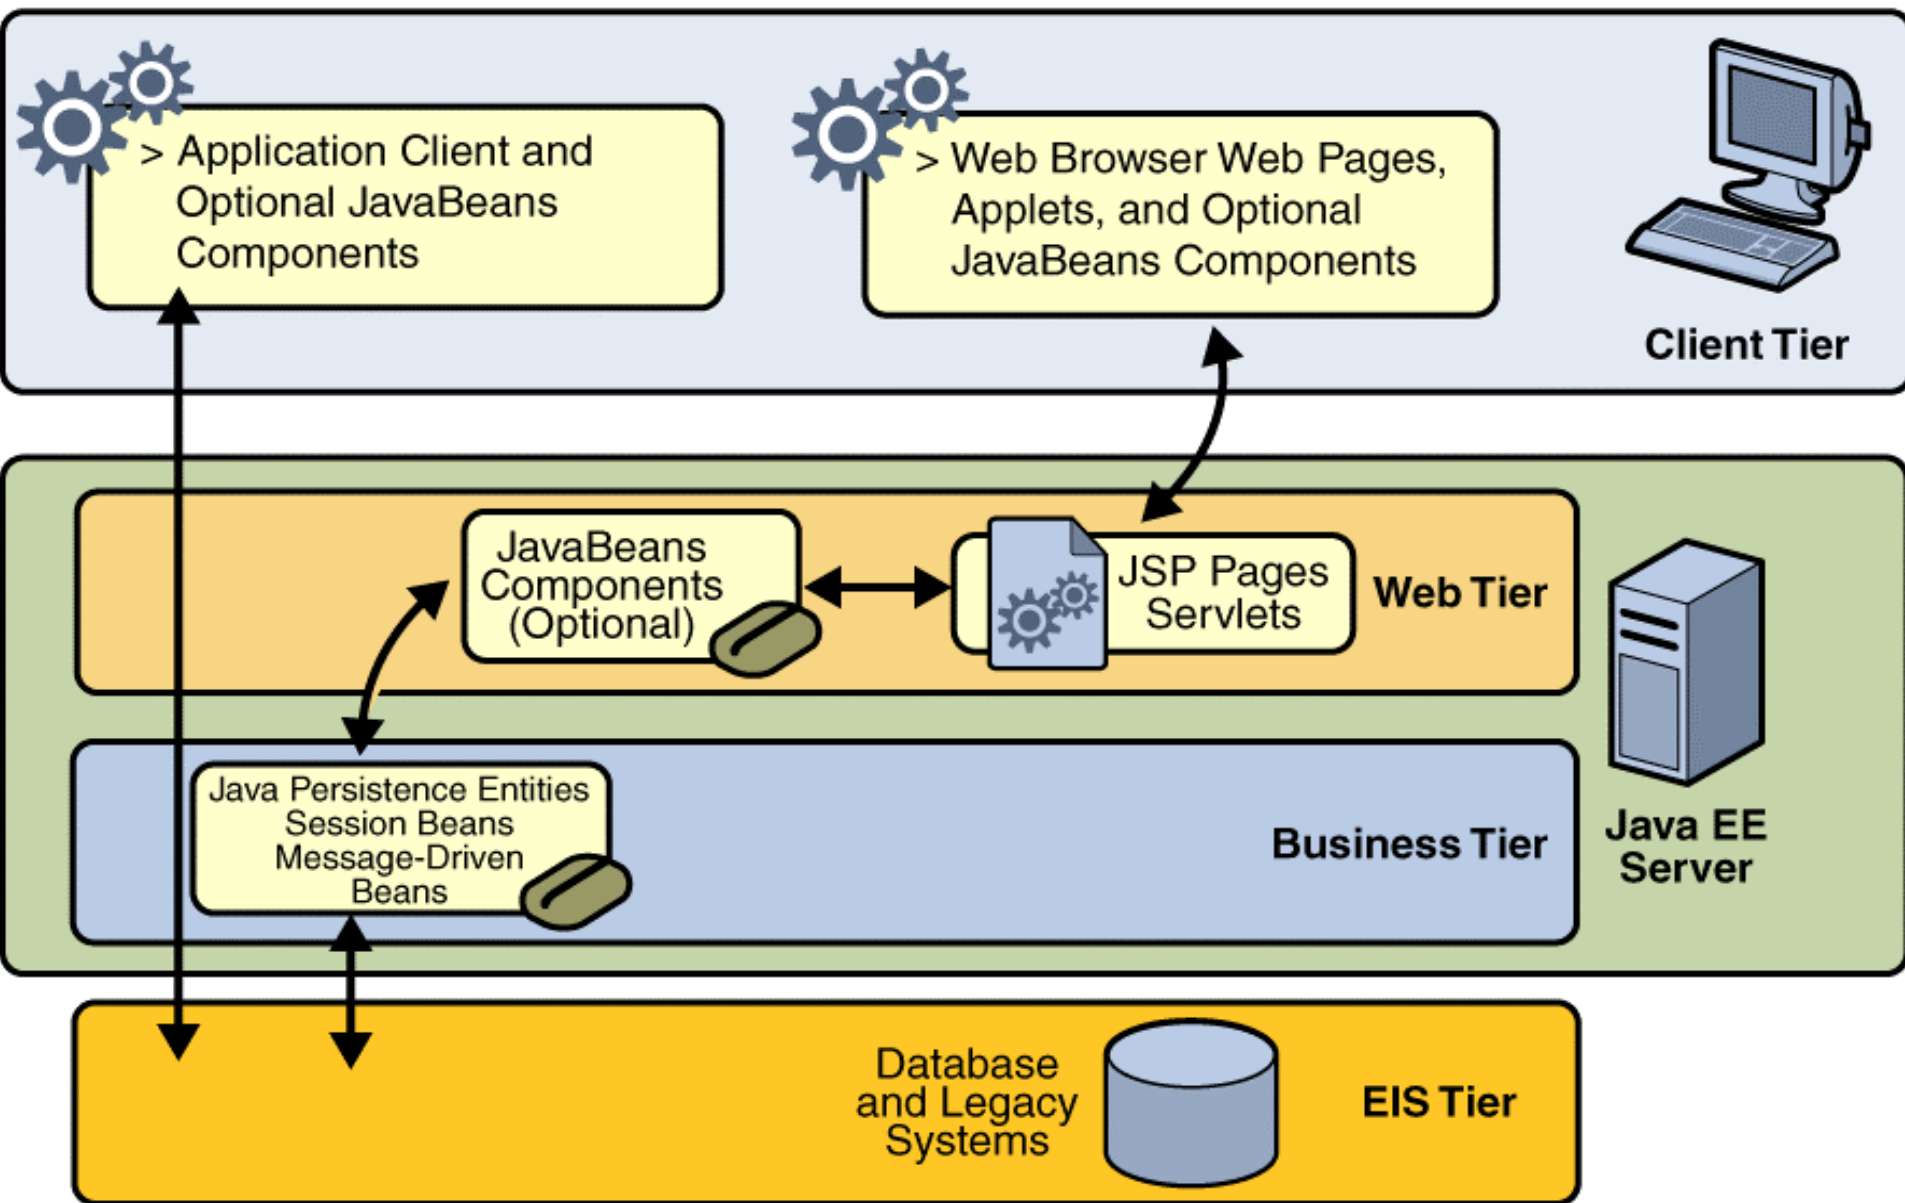 > Application Client and
Optional JavaBeans
Components
> Web Browser Web Pages,
Applets, and Optional
JavaBeans Components
Client Tier
JavaBeans
Components
(Optional)
JSP Pages
Servlets
Web Tier
Java Persistence Entities
Session Beans
Message-Driven
Beans
Business Tier
Java EE
Server
Database
and Legacy
Systems
EIS Tier